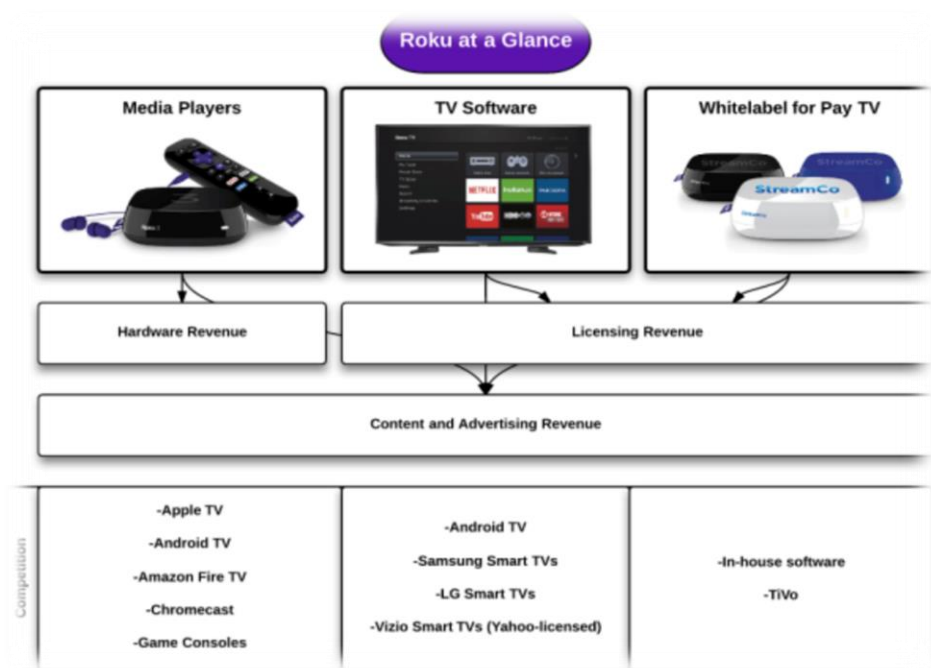 Roku at a Glance
Media Players
TV Software
Whitelabel for Pay TV
NETFLIX
YouTube
StreamCo
StreamCo
StreamCo
Hardware Revenue
Licensing Revenue
Content and Advertising Revenue
Competition
-Apple TV
-Android TV
-Amazon Fire TV
-Chromecast
-Game Consoles
-Android TV
-Samsung Smart TVs
-LG Smart TVs
-Vizio Smart TVs (Yahoo-licensed)
-In-house software
-TiVo